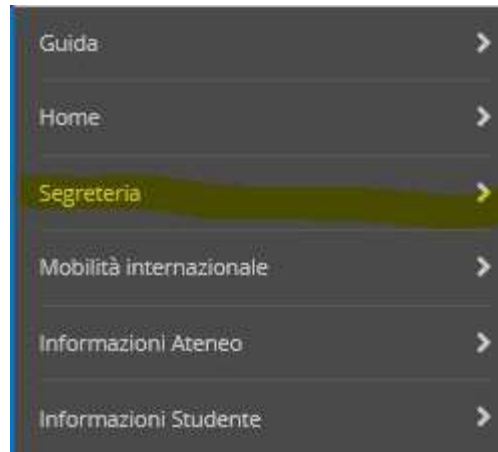 Guida
Home
Segreteria
Mobilità internazionale
Informazioni Ateneo
Informazioni Studente